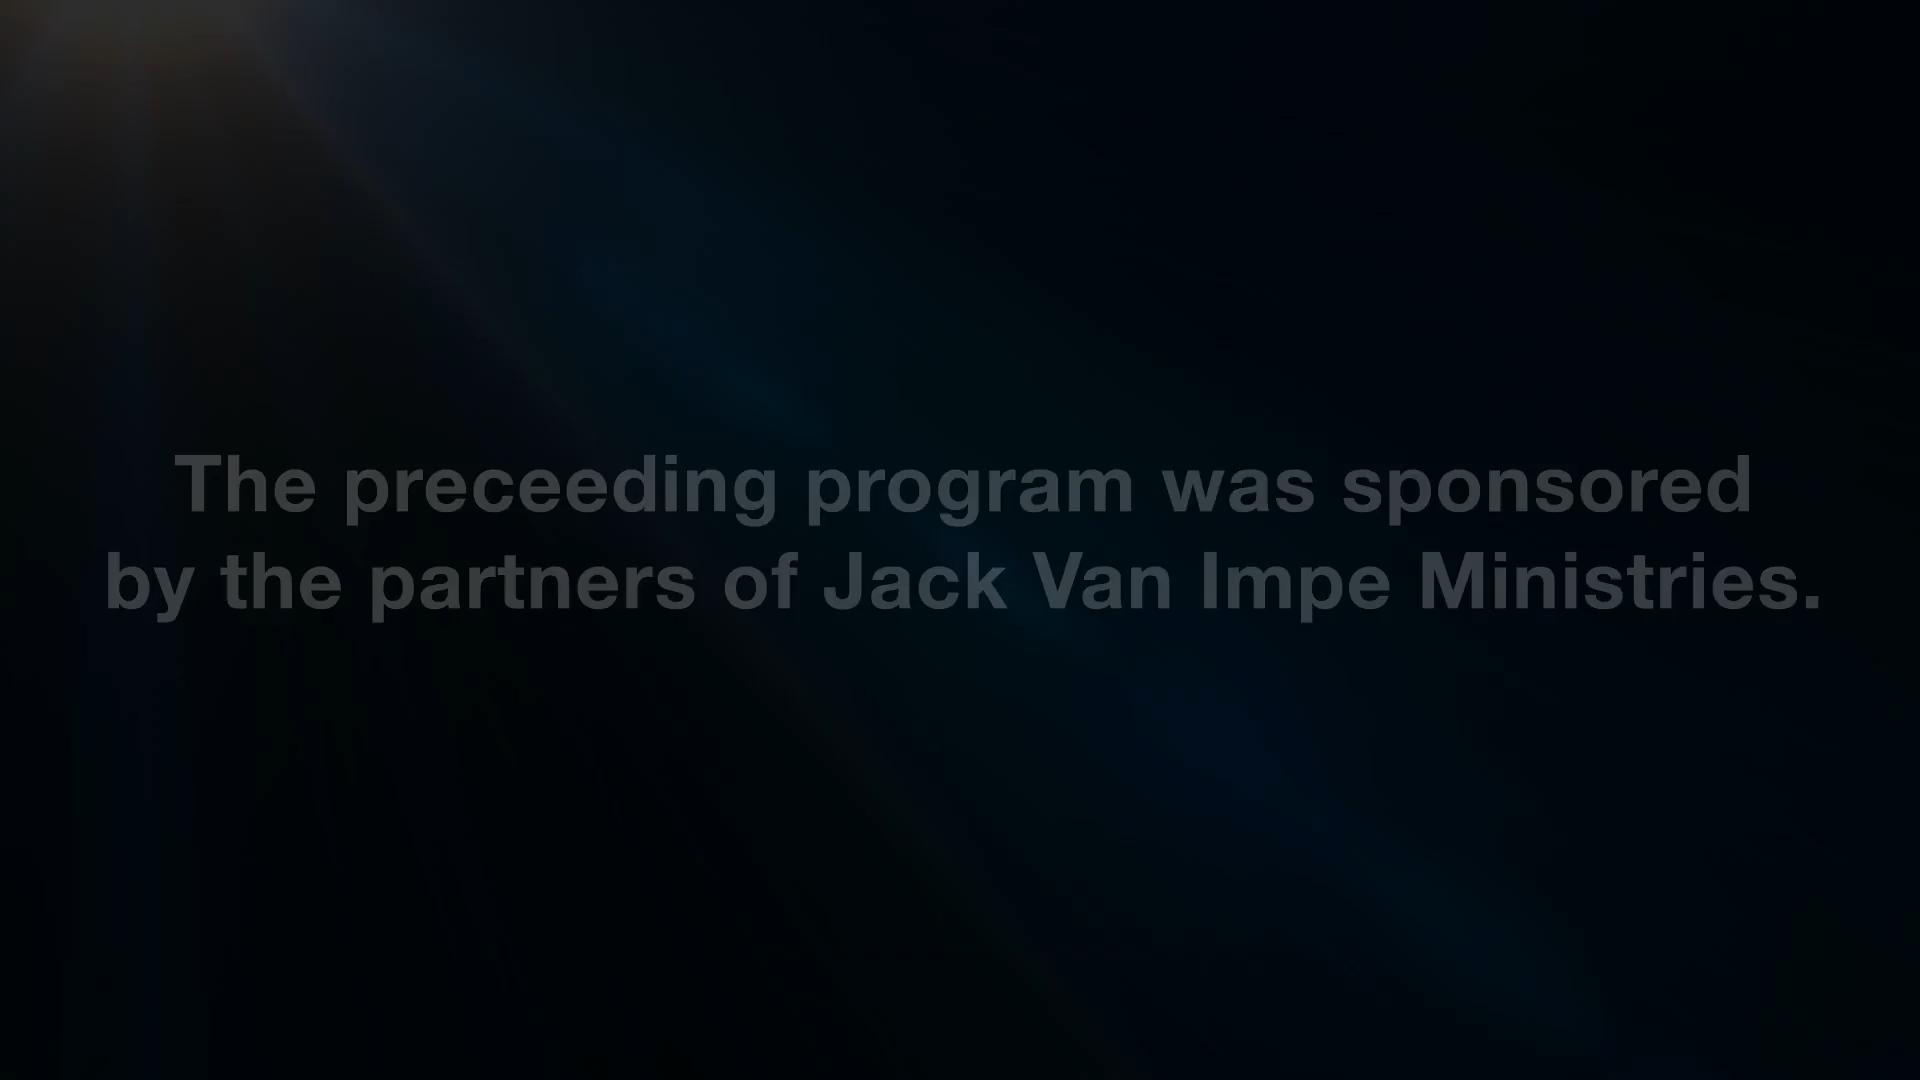 The preceeding program was sponsored
by the partners of Jack Van Impe Ministries.